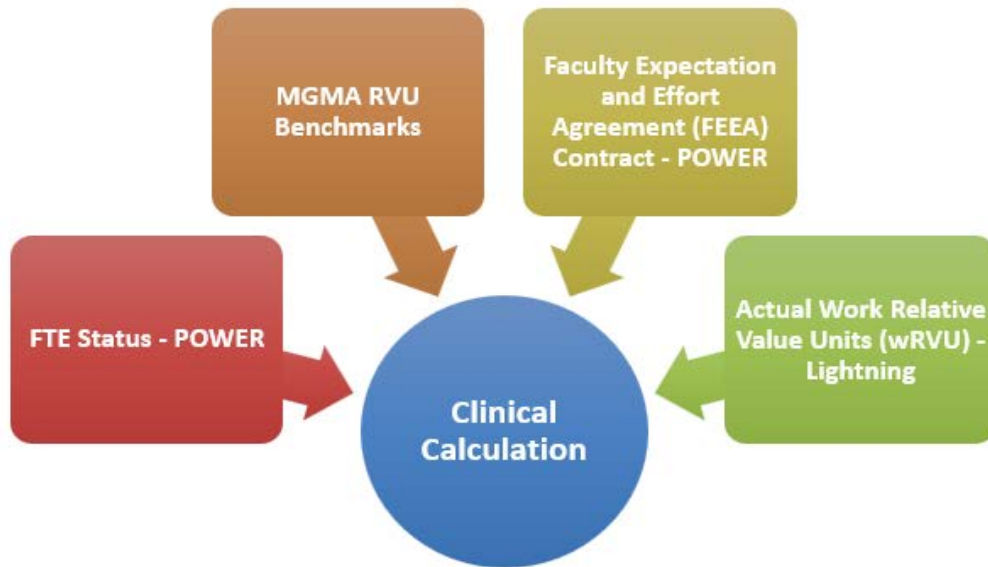 MGMA RVU
Benchmarks
Faculty Expectation
and Effort
Agreement (FEEA)
Contract - POWER
FTE Status - POWER
Actual Work Relative
Value Units (wRVU) -
Lightning
Clinical
Calculation